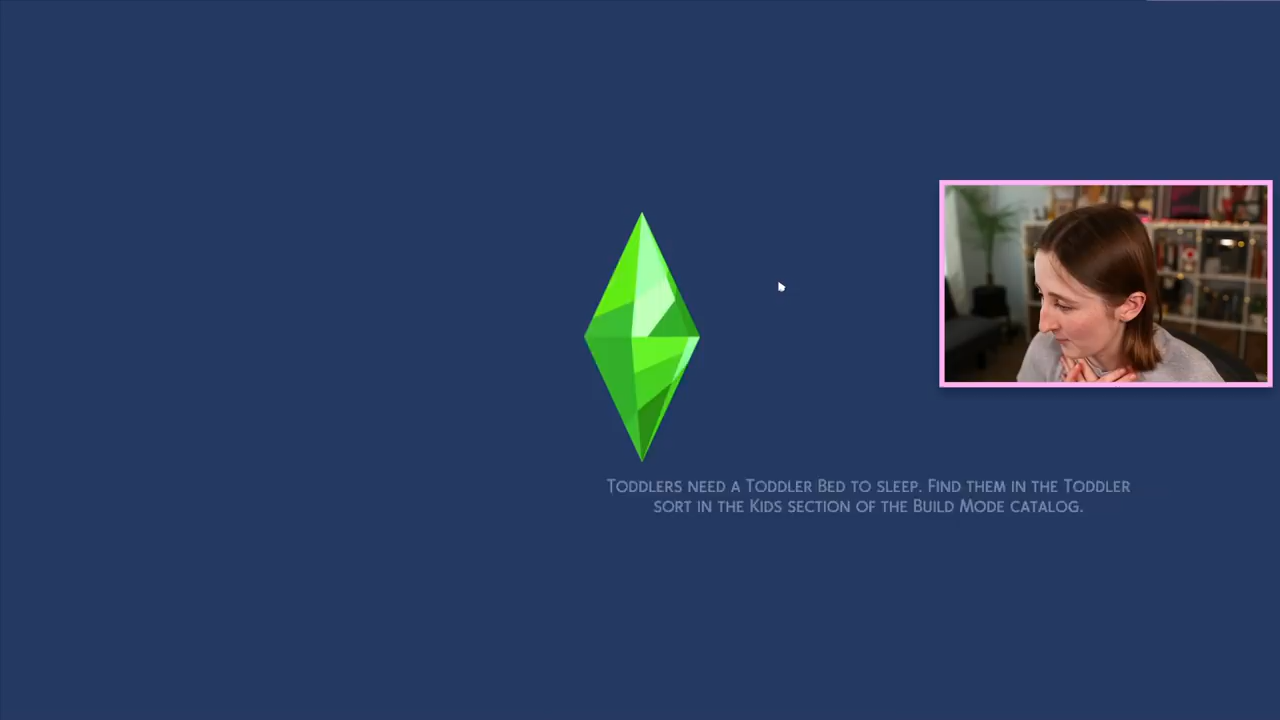 Toddlers need a Toddler Bed to sleep. Find them in the Toddler
sort in the Kids section of the Build Mode catalog.